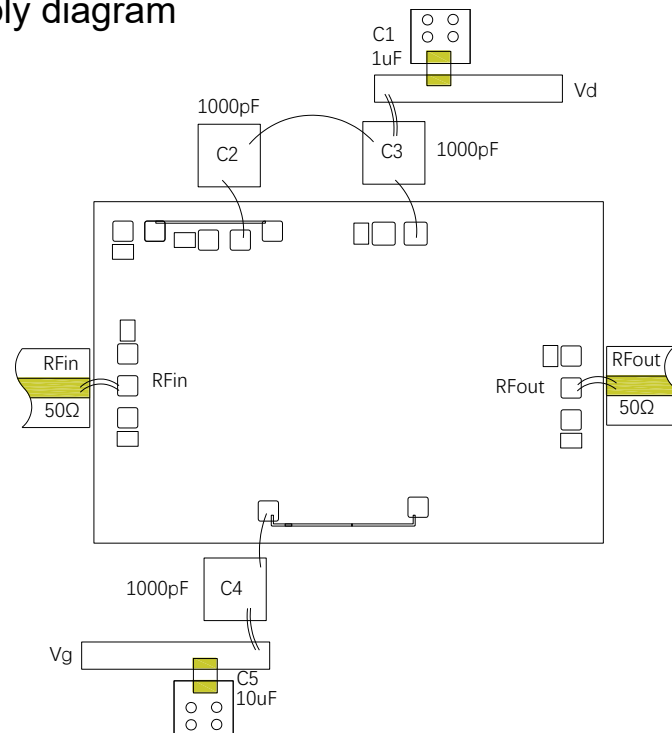 ly diagram
C1
1uF
Vd
1000pF
C2
C3
1000pF
RFin
50Ω
RFin
RFout
RFout
50Ω
1000pF
C4
Vg
C5
10uF